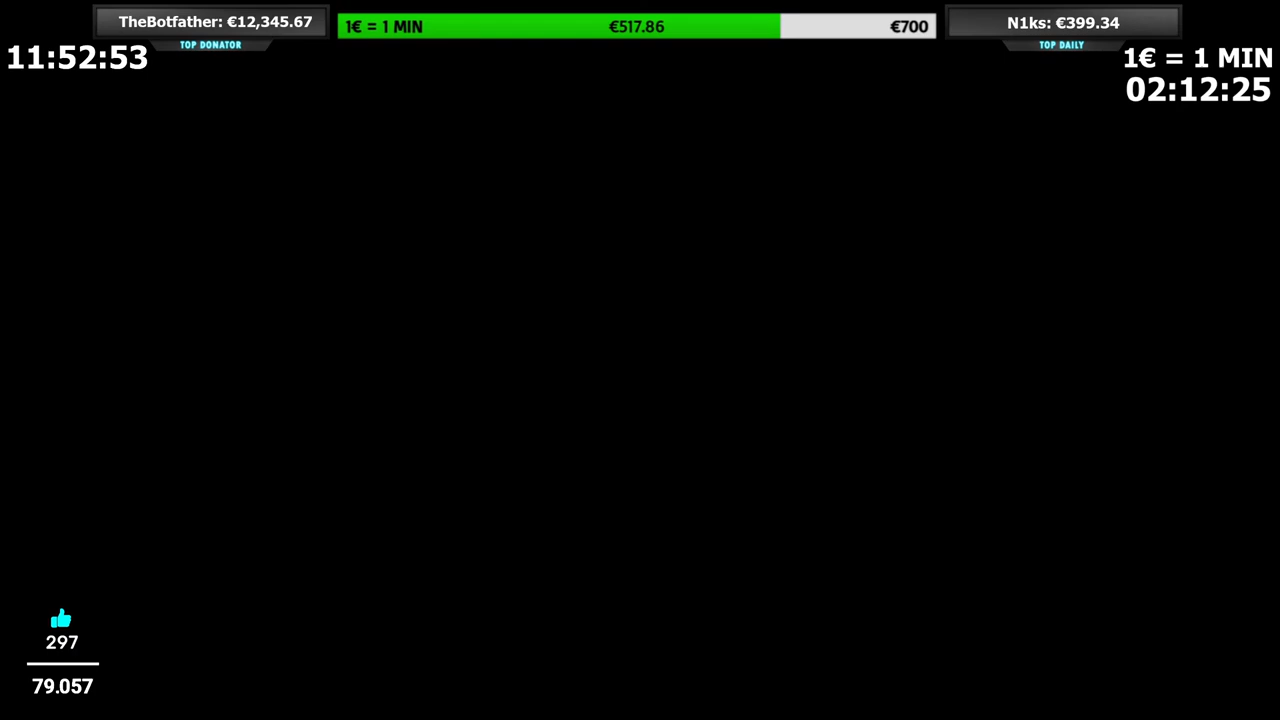 TheBotfather: €12,345.67
TOP DONATOR
1€ = 1 MIN €517.86 €700
N1ks: €399.34
TOP DAILY
11:52:53
1€ = 1 MIN
02:12:25
297
79.057